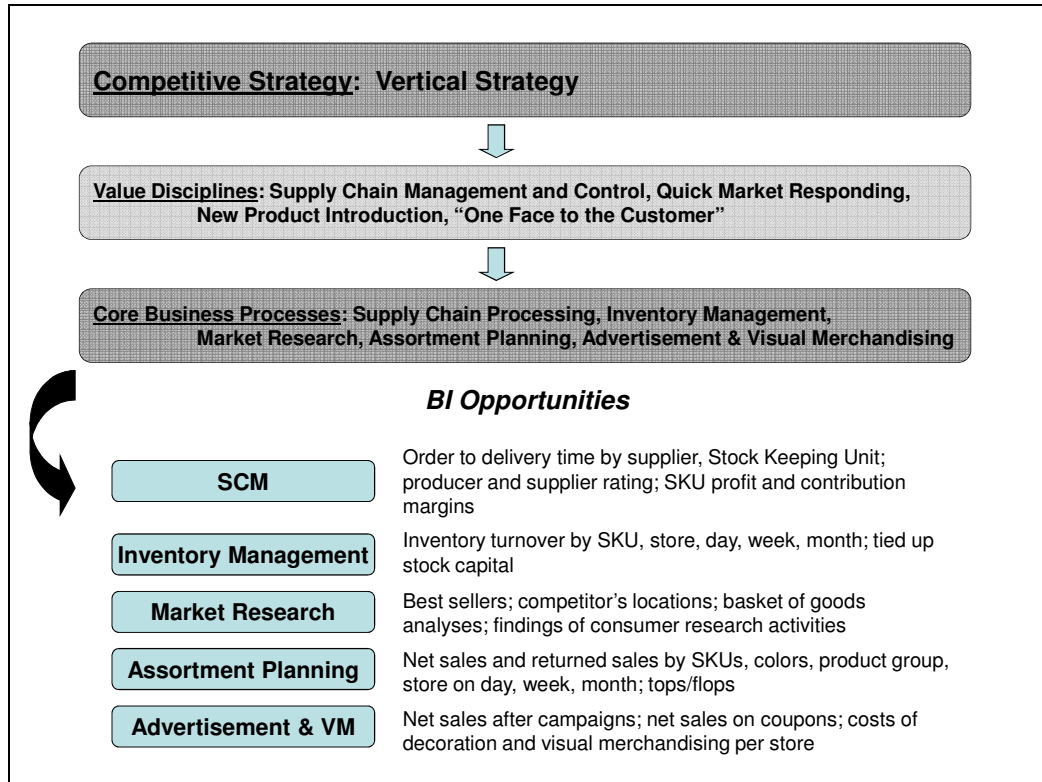 Competitive Strategy: Vertical Strategy
Value Disciplines: Supply Chain Management and Control, Quick Market Responding,
New Product Introduction, “One Face to the Customer”
Core Business Processes: Supply Chain Processing, Inventory Management,
Market Research, Assortment Planning, Advertisement & Visual Merchandising
BI Opportunities
SCM
Order to delivery time by supplier, Stock Keeping Unit;
producer and supplier rating; SKU profit and contribution
margins
Inventory Management
Inventory turnover by SKU, store, day, week, month; tied up
stock capital
Market Research
Best sellers; competitor’s locations; basket of goods
analyses; findings of consumer research activities
Assortment Planning
Net sales and returned sales by SKUs, colors, product group,
store on day, week, month; tops/flops
Advertisement & VM
Net sales after campaigns; net sales on coupons; costs of
decoration and visual merchandising per store